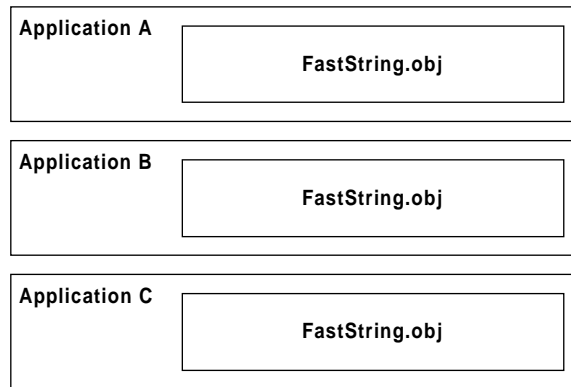 Application A
FastString.obj
Application B
FastString.obj
Application C
FastString.obj